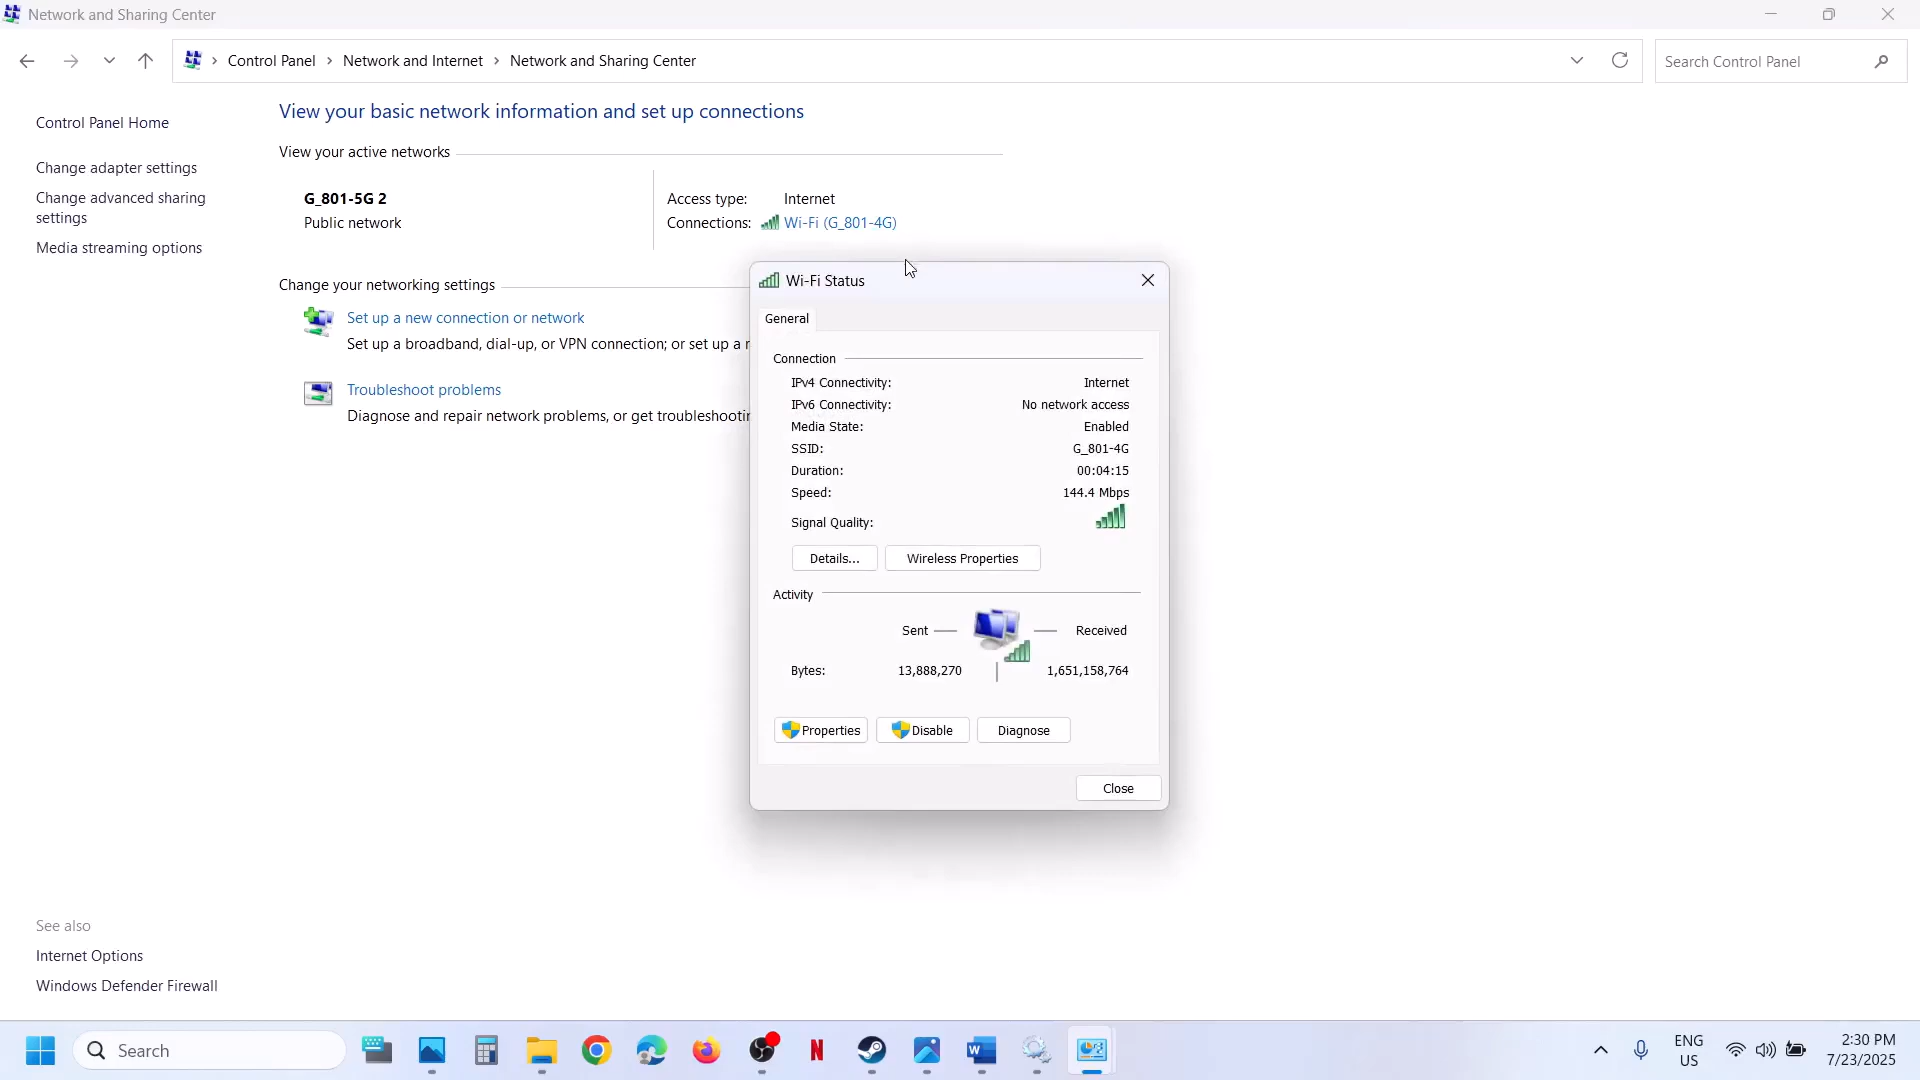 Network and Sharing Center
Control Panel > Network and Internet > Network and Sharing Center
Search Control Panel
Control Panel Home
Change adapter settings
Change advanced sharing
settings
Media streaming options
View your basic network information and set up connections
View your active networks
G_801-5G 2
Public network
Access type: Internet
Connections: Wi-Fi (G_801-4G)
Change your networking settings
Set up a new connection or network
Set up a broadband, dial-up, or VPN connection; or set up a
Troubleshoot problems
Diagnose and repair network problems, or get
Wi-Fi Status
General
Connection
IPv4 Connectivity: Internet
IPv6 Connectivity: No network access
Media State: Enabled
SSID: G_801-4G
Duration: 00:04:15
Speed: 144.4 Mbps
Signal Quality:
Details... Wireless Properties
Activity
Sent Received
Bytes: 13,888,270 1,651,158,764
Properties Disable Diagnose
Close
See also
Internet Options
Windows Defender Firewall
Search
N
W
ENG
US
2:30 PM
7/23/2025